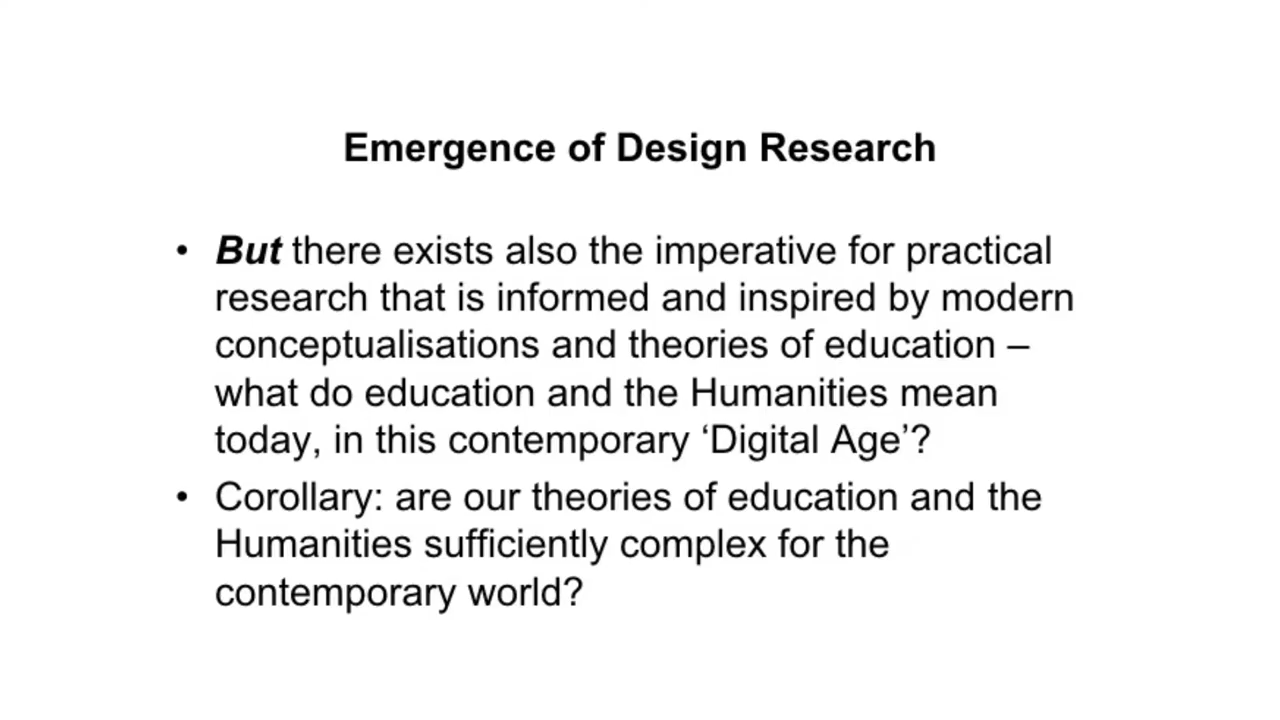 Emergence of Design Research
• But there exists also the imperative for practical
research that is informed and inspired by modern
conceptualisations and theories of education –
what do education and the Humanities mean
today, in this contemporary ‘Digital Age’?
• Corollary: are our theories of education and the
Humanities sufficiently complex for the
contemporary world?